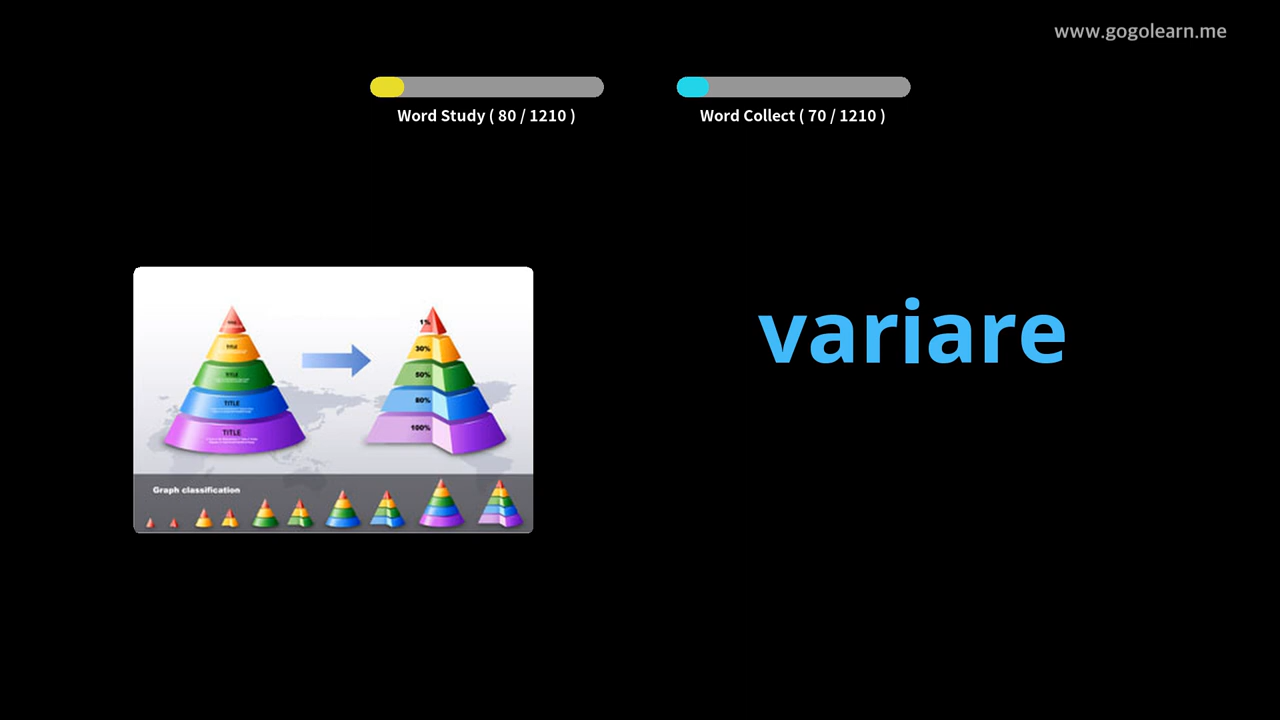 www.gogolearn.me
Word Study ( 80 / 1210 )
Word Collect ( 70 / 1210 )
variare
TITLE
TITLE
TITLE
TITLE
1%
30%
50%
80%
100%
Graph classification